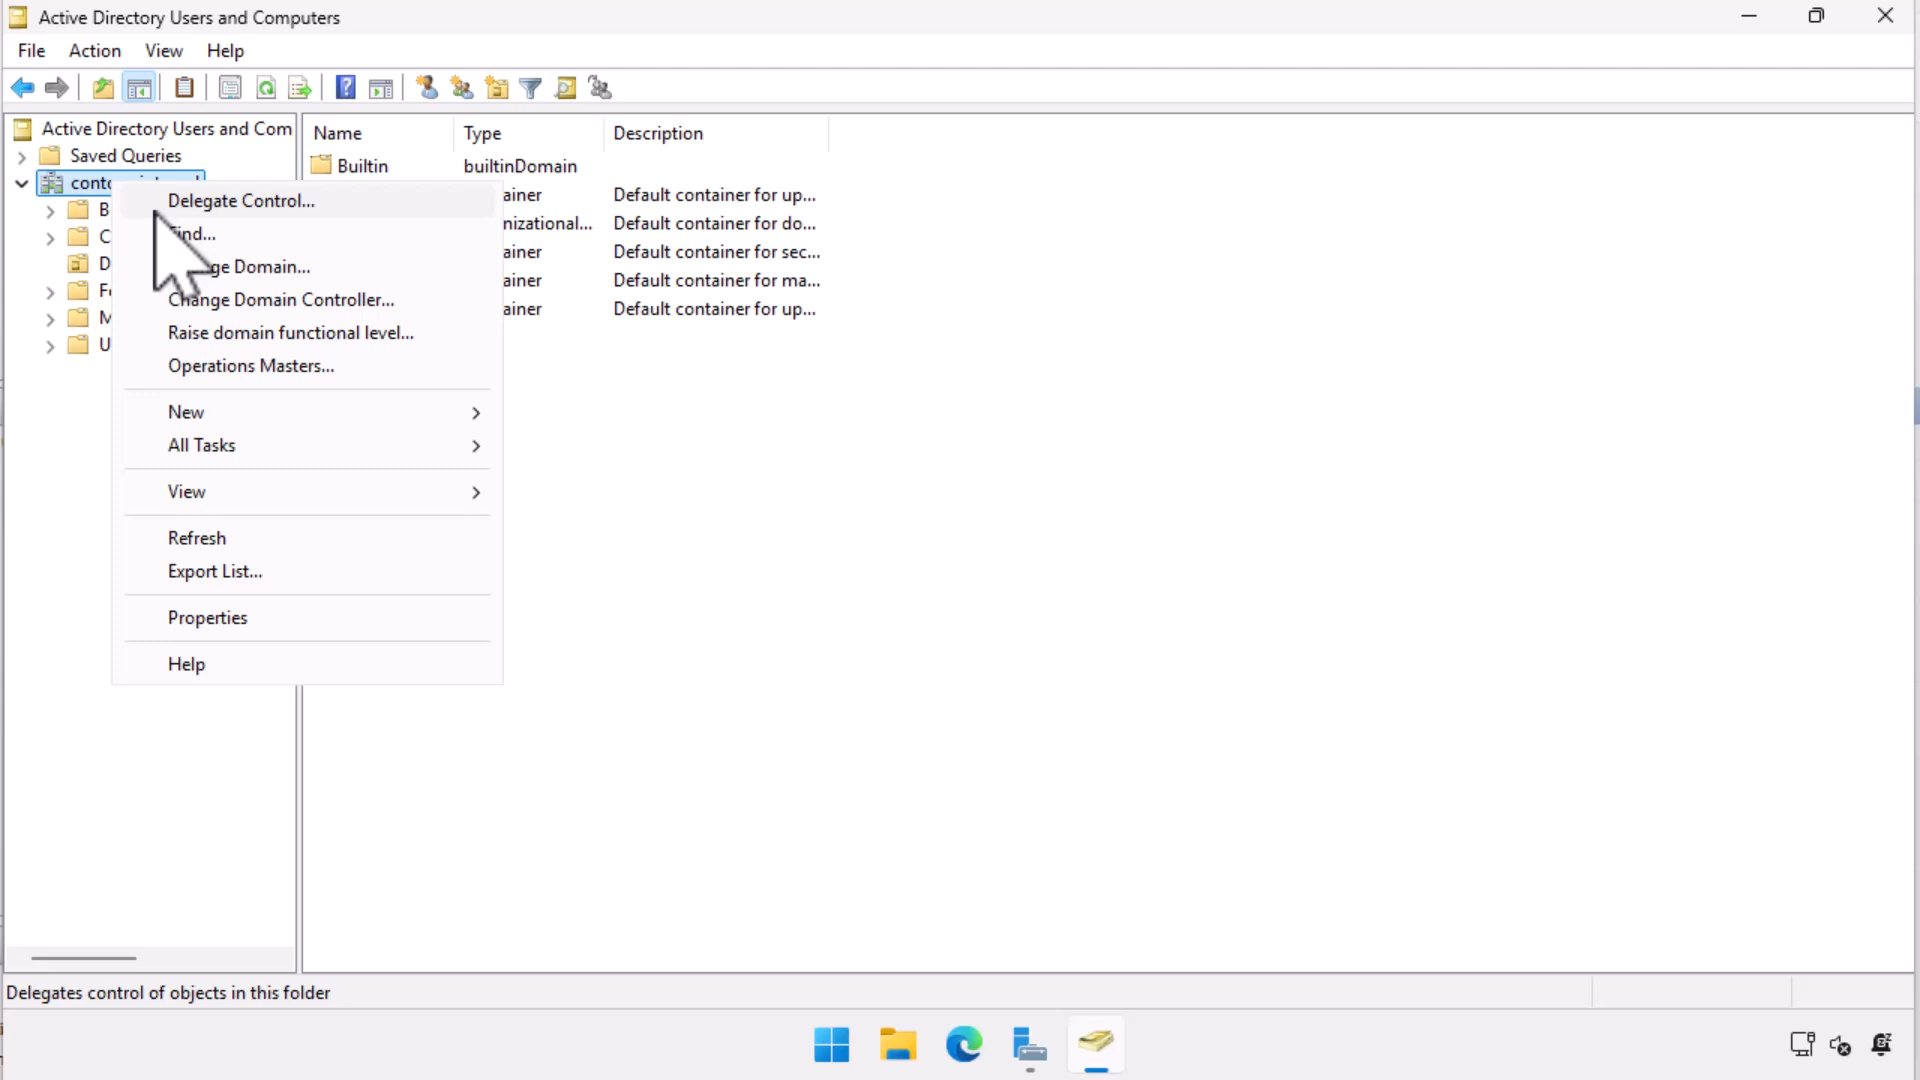 Active Directory Users and Computers
File Action View Help
Active Directory Users and Com
Saved Queries
Name Type Description
Builtin builtinDomain
ainer Default container for up...
nizational... Default container for do...
ainer Default container for sec...
ainer Default container for ma...
ainer Default container for up...
B
C
D
F
M
U
Delegate Control...
Find...
Change Domain...
Change Domain Controller...
Raise domain functional level...
Operations Masters...
New
All Tasks
View
Refresh
Export List...
Properties
Help
Delegates control of objects in this folder